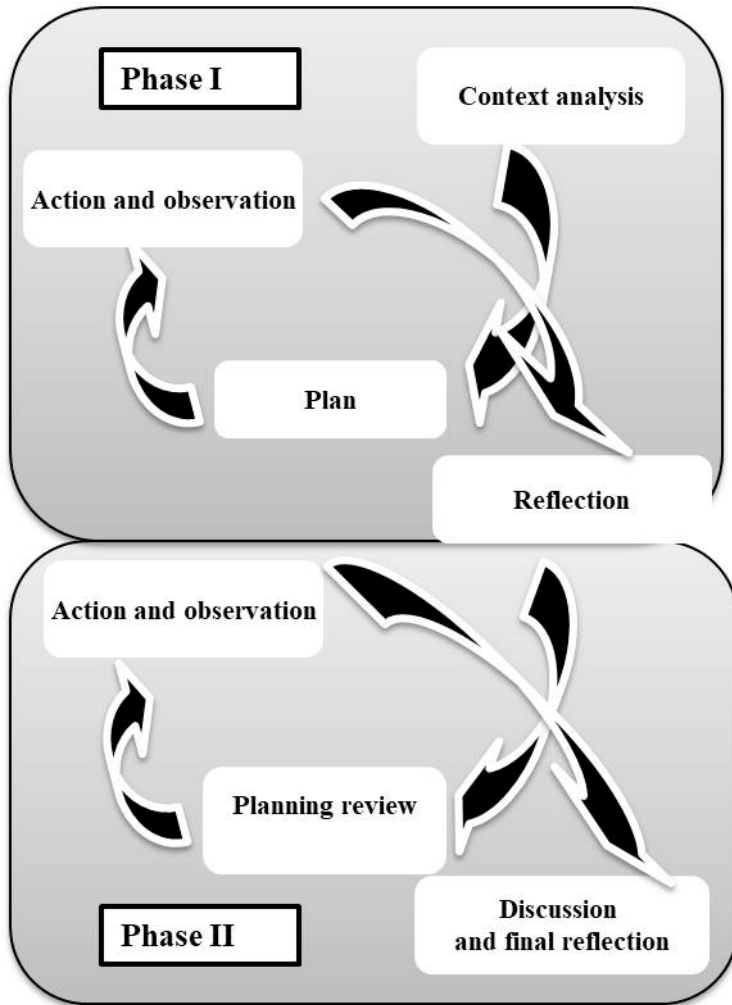 Phase I
Context analysis
Action and observation
Plan
Reflection
Action and observation
Planning review
Phase II
Discussion
and final reflection